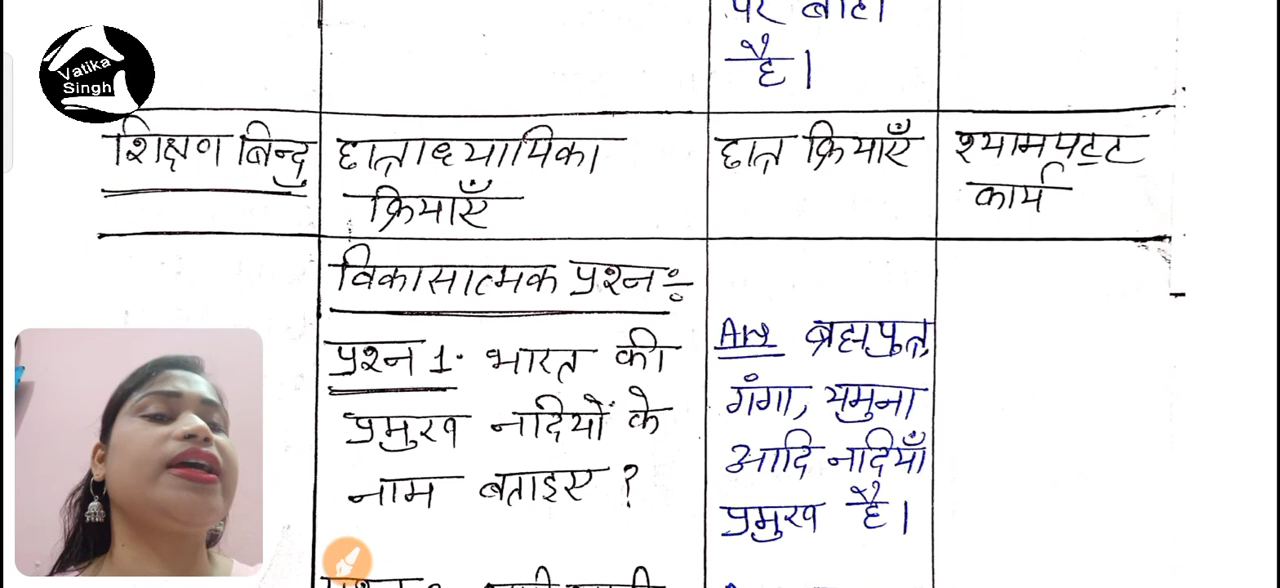 है।
Vatika
Singh
शिक्षण बिन्दु
छात्राध्यापिका
क्रियाएँ
छात्र क्रियाएँ
श्यामपट्ट
कार्य
विकासात्मक प्रश्न ÷
प्रश्न 1. भारत की
प्रमुख नदियों के
नाम बताइए ?
Ans ब्रह्मपुत्र,
गंगा, यमुना
आदि नदियाँ
प्रमुख है।